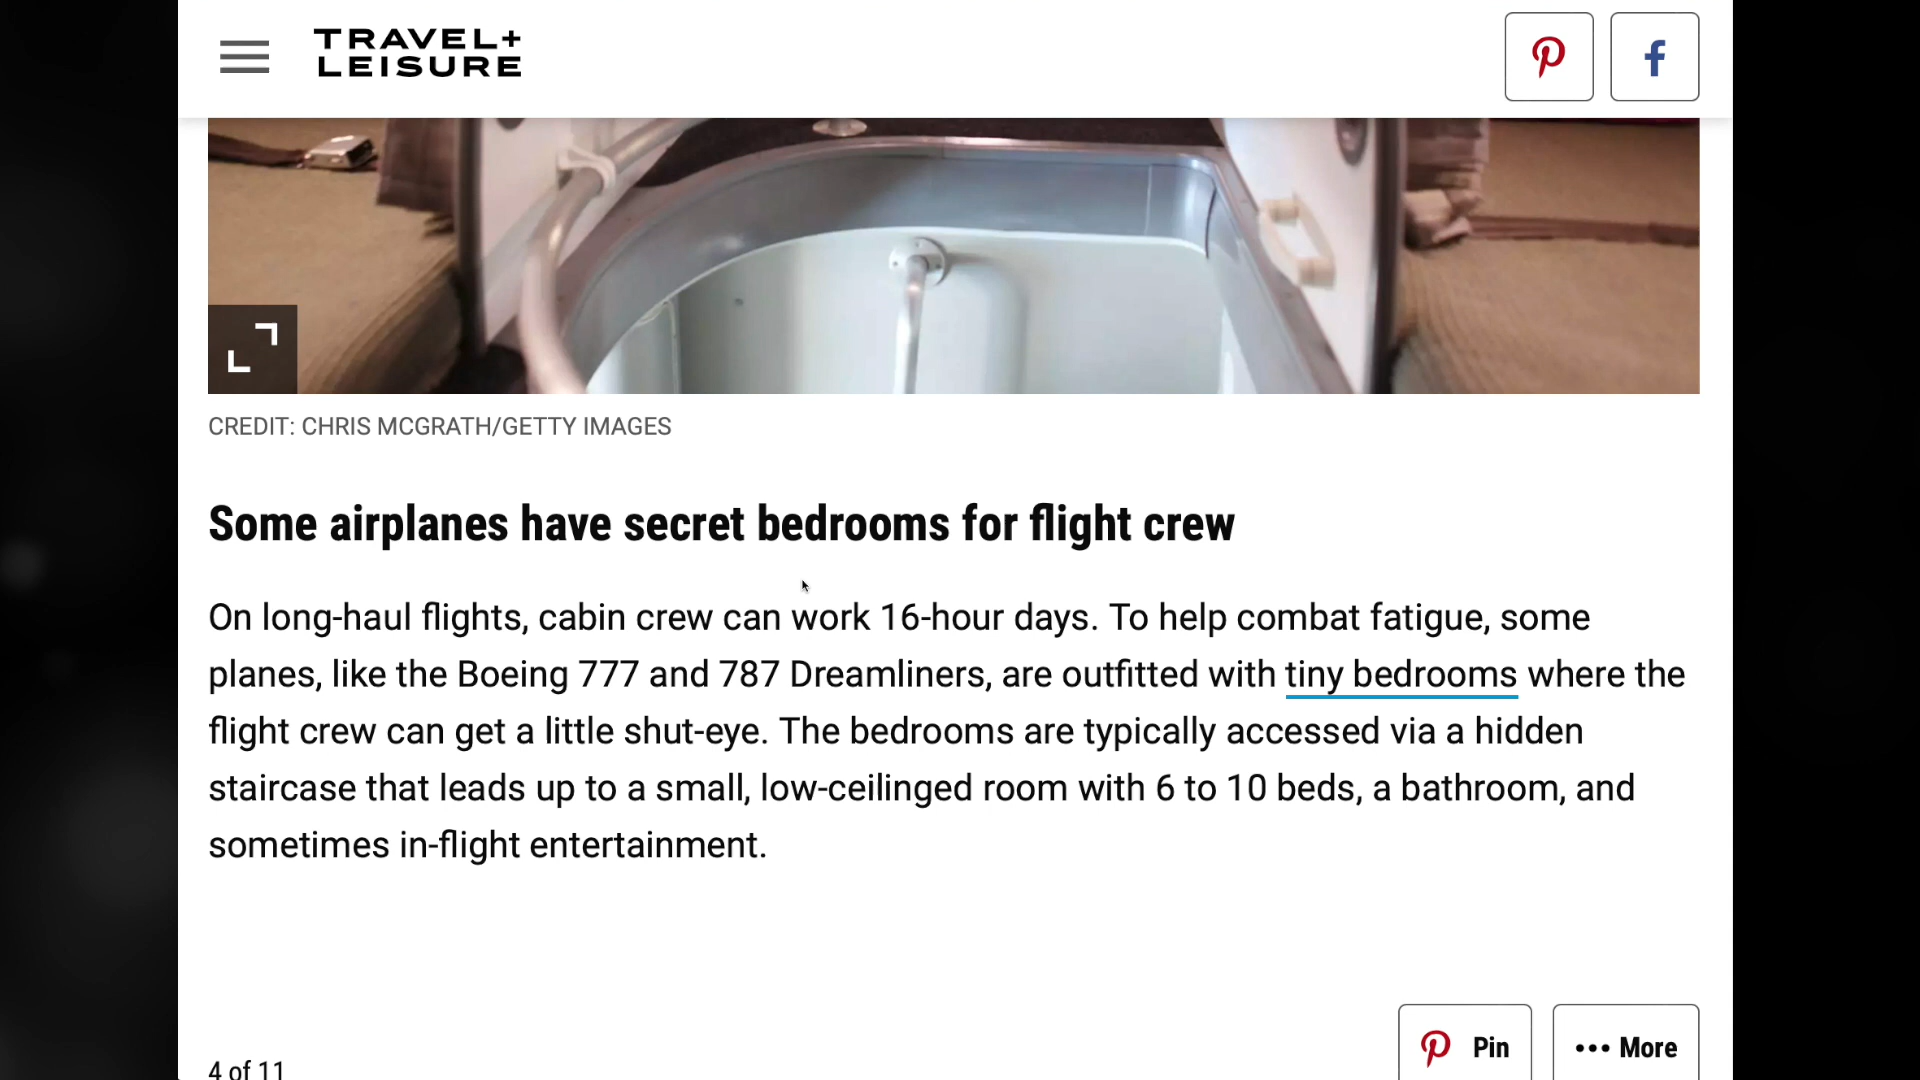 TRAVEL+
LEISURE
CREDIT: CHRIS MCGRATH/GETTY IMAGES
Some airplanes have secret bedrooms for flight crew
On long-haul flights, cabin crew can work 16-hour days. To help combat fatigue, some
planes, like the Boeing 777 and 787 Dreamliners, are outfitted with tiny bedrooms where the
flight crew can get a little shut-eye. The bedrooms are typically accessed via a hidden
staircase that leads up to a small, low-ceilinged room with 6 to 10 beds, a bathroom, and
sometimes in-flight entertainment.
Pin
More
4 of 11